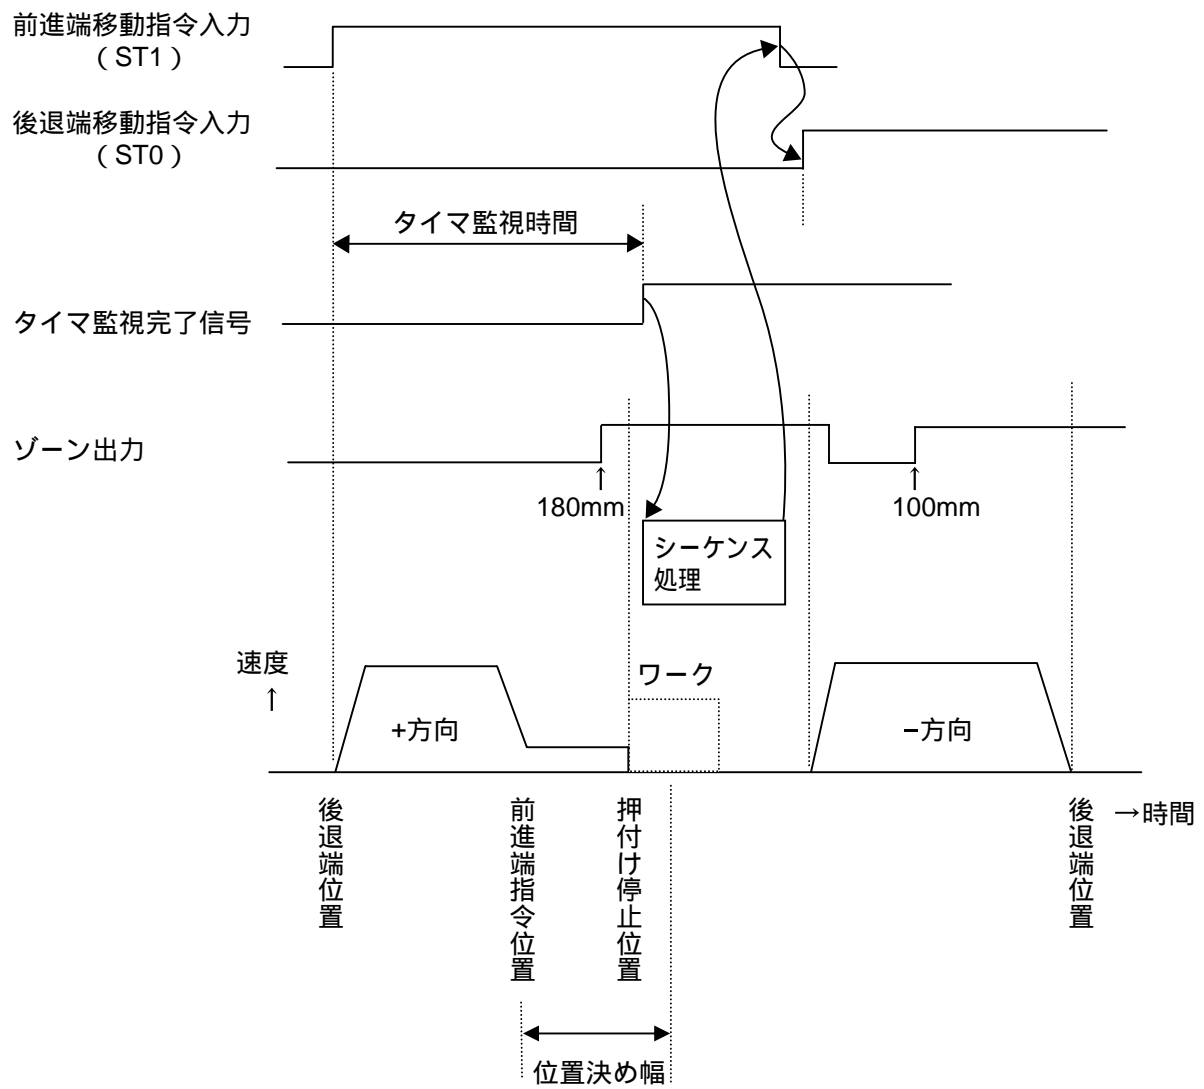 前進端移動指令入力
（ST1）
後退端移動指令入力
（ST0）
タイマ監視時間
タイマ監視完了信号
ゾーン出力
↑
180mm
↑
100mm
シーケンス
処理
速度
↑
ワーク
+方向
−方向
後退端位置
前進端指令位置
押付け停止位置
後退端位置
→時間
位置決め幅